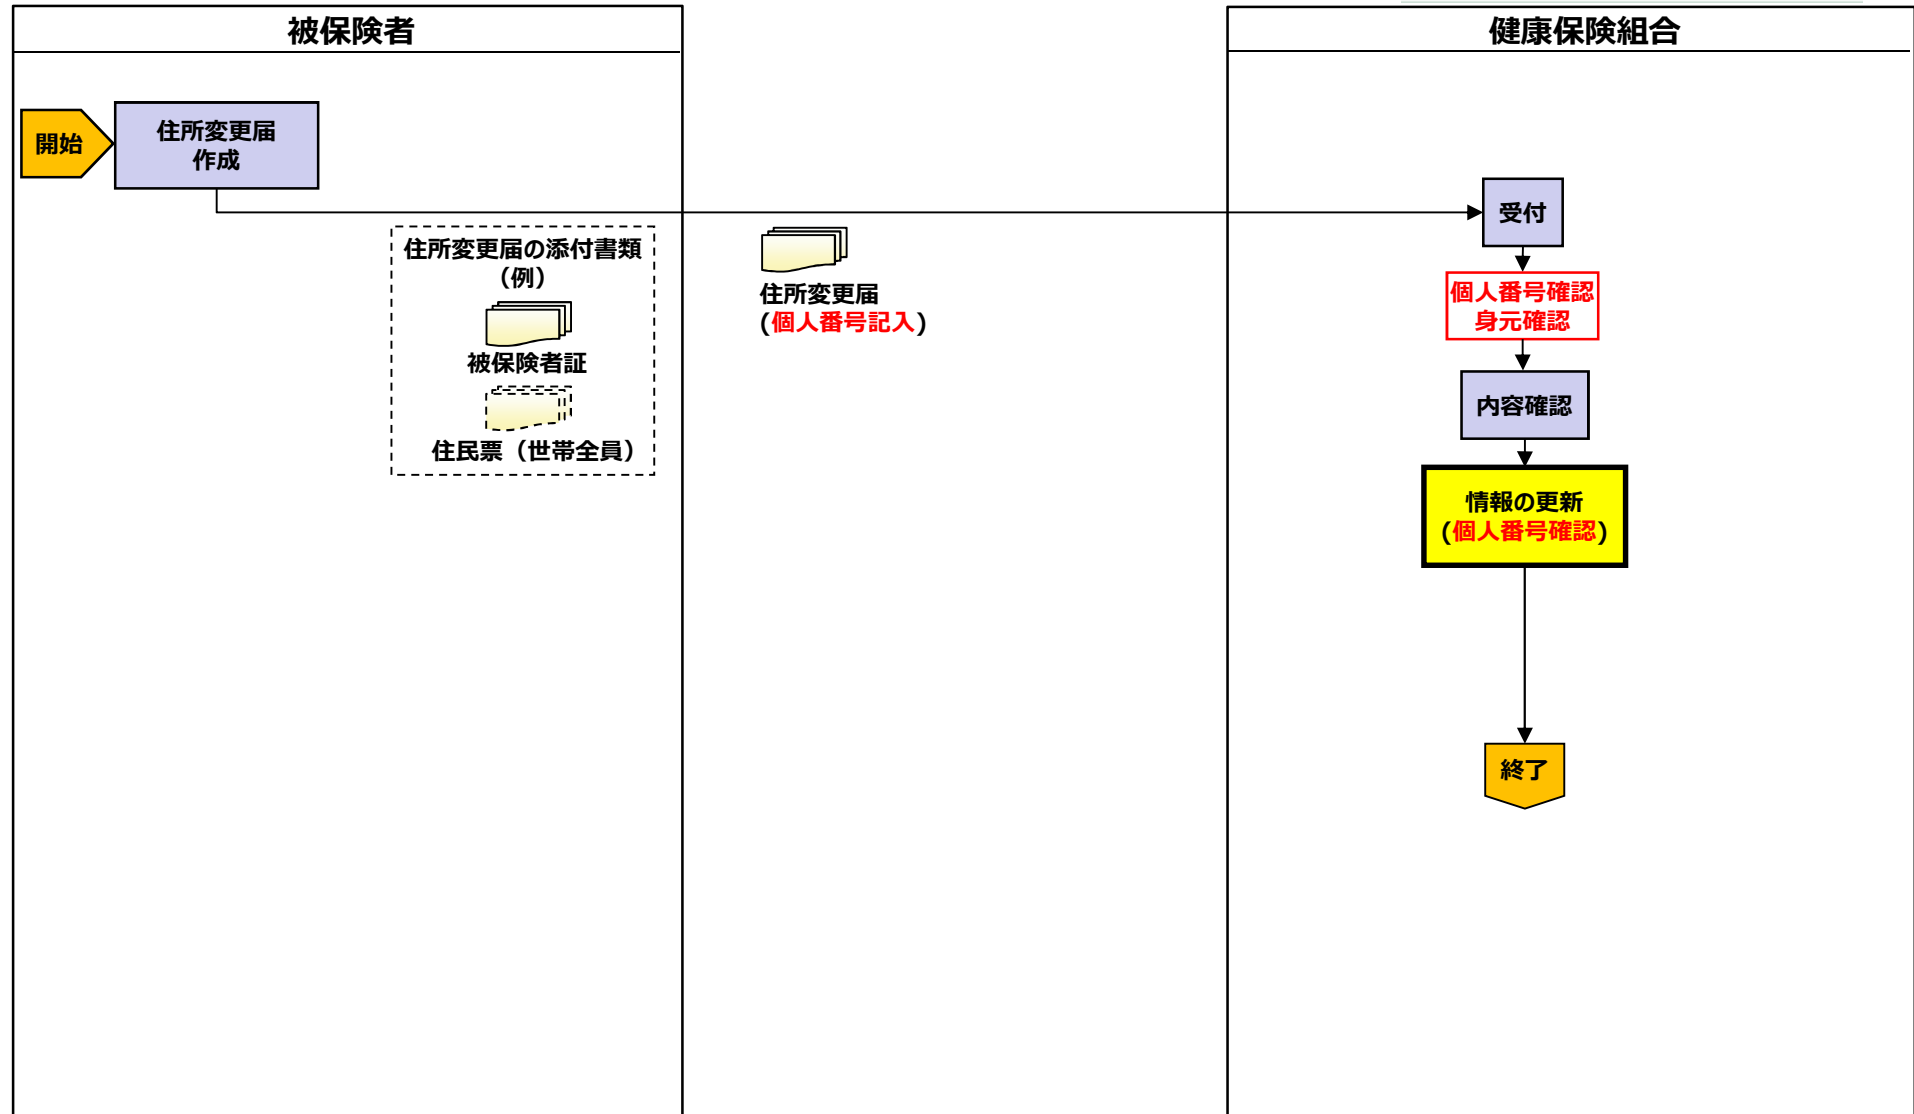 被保険者
健康保険組合
開始
住所変更届
作成
受付
住所変更届の添付書類
（例）
被保険者証
住民票（世帯全員）
住所変更届
(個人番号記入)
個人番号確認
身元確認
内容確認
情報の更新
(個人番号確認)
終了